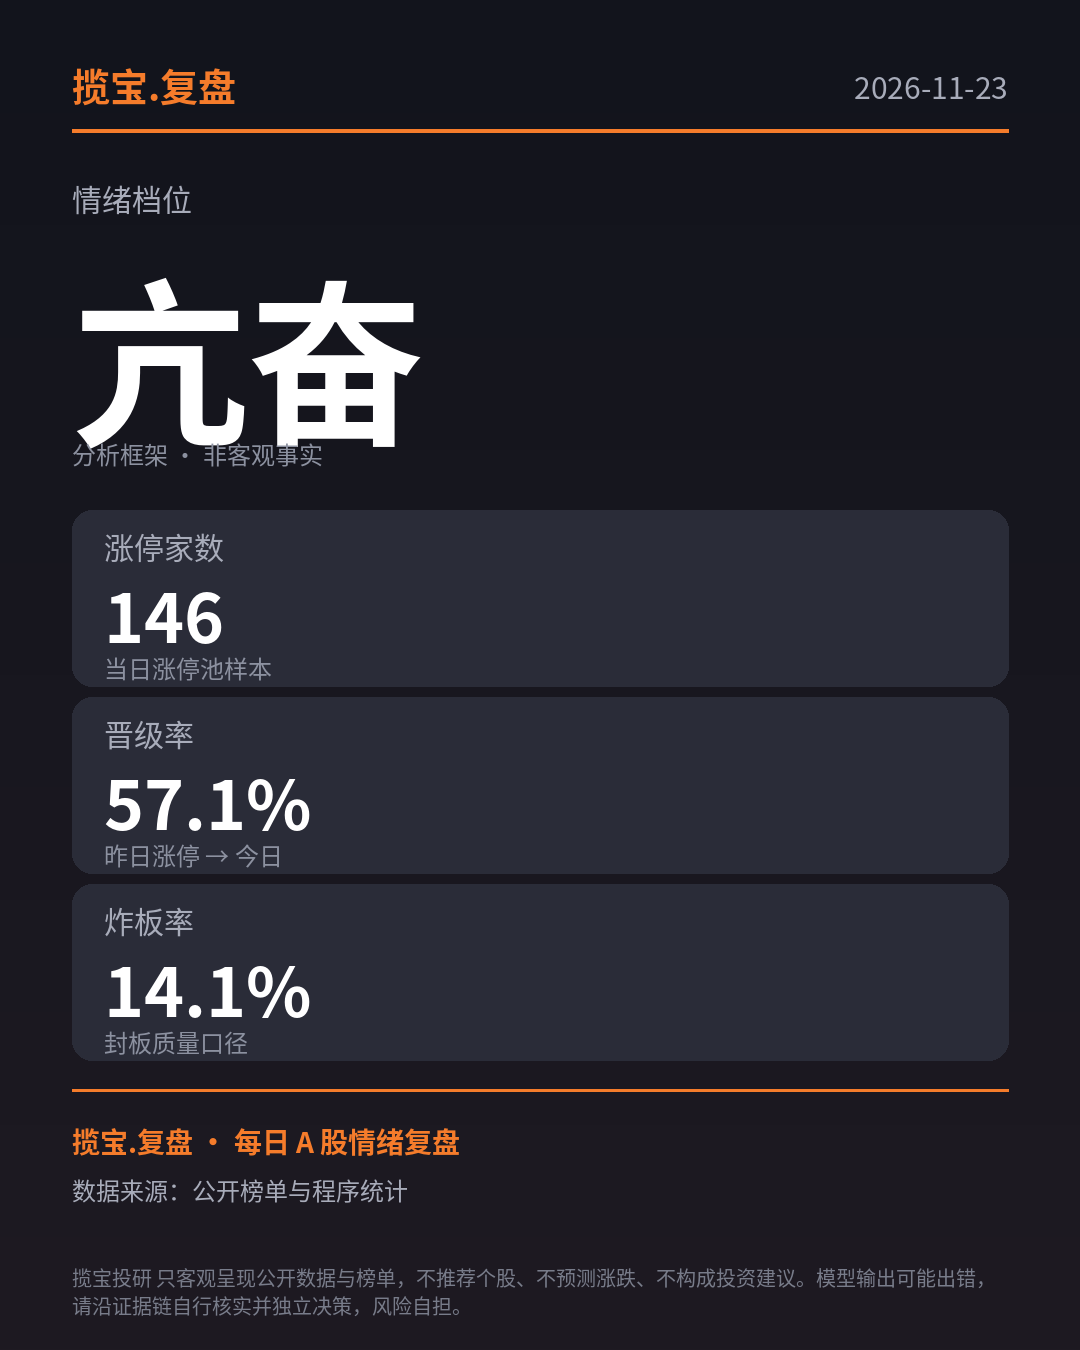 揽宝.复盘
2026-11-23
情绪档位
亢奋
分析框架 · 非客观事实
涨停家数
146
当日涨停池样本
晋级率
57.1%
昨日涨停 → 今日
炸板率
14.1%
封板质量口径
揽宝.复盘 · 每日 A 股情绪复盘
数据来源：公开榜单与程序统计
揽宝投研 只客观呈现公开数据与榜单，不推荐个股、不预测涨跌、不构成投资建议。模型输出可能出错，
请沿证据链自行核实并独立决策，风险自担。